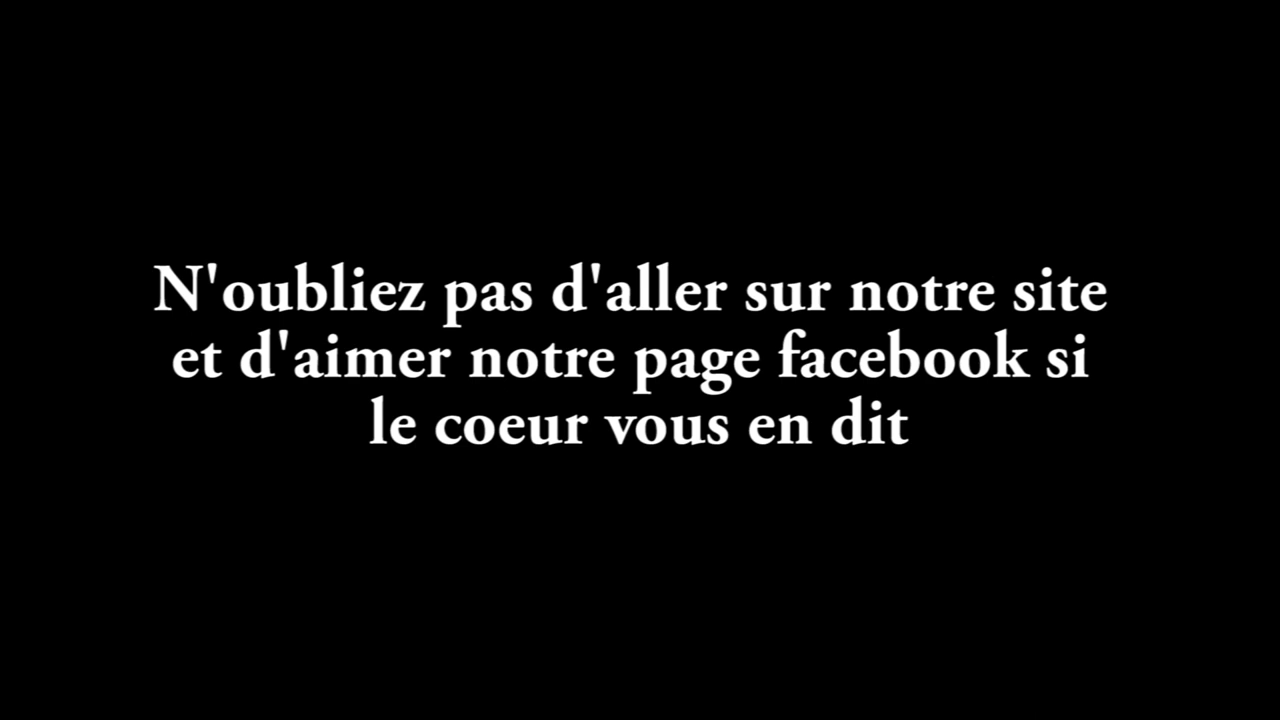 N'oubliez pas d'aller sur notre site
et d'aimer notre page facebook si
le coeur vous en dit